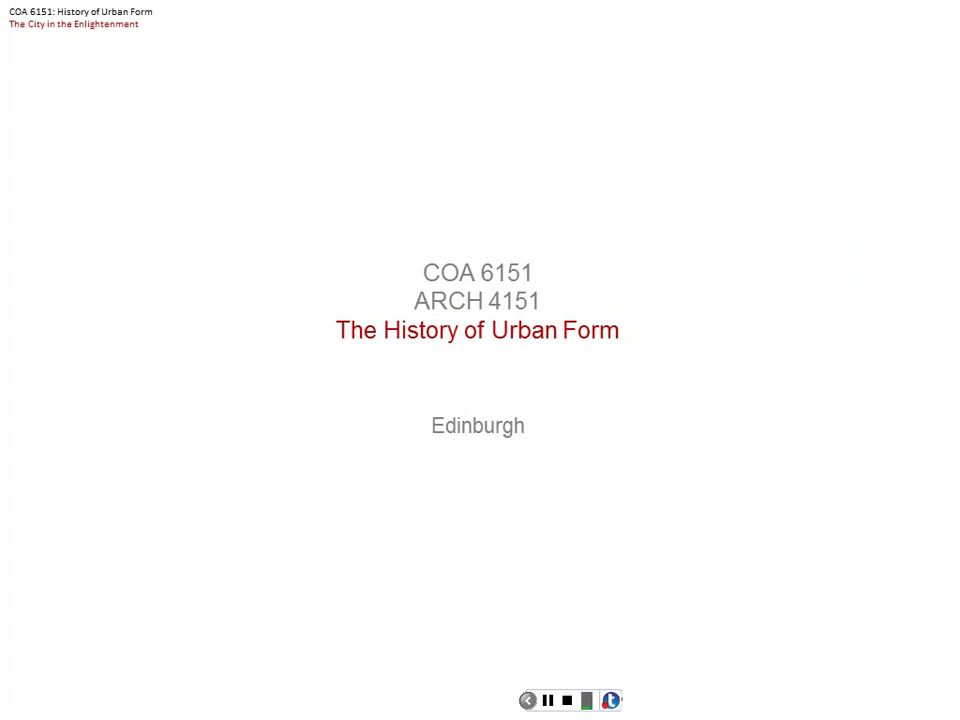 COA 6151: History of Urban Form
The City in the Enlightenment
COA 6151
ARCH 4151
The History of Urban Form
Edinburgh